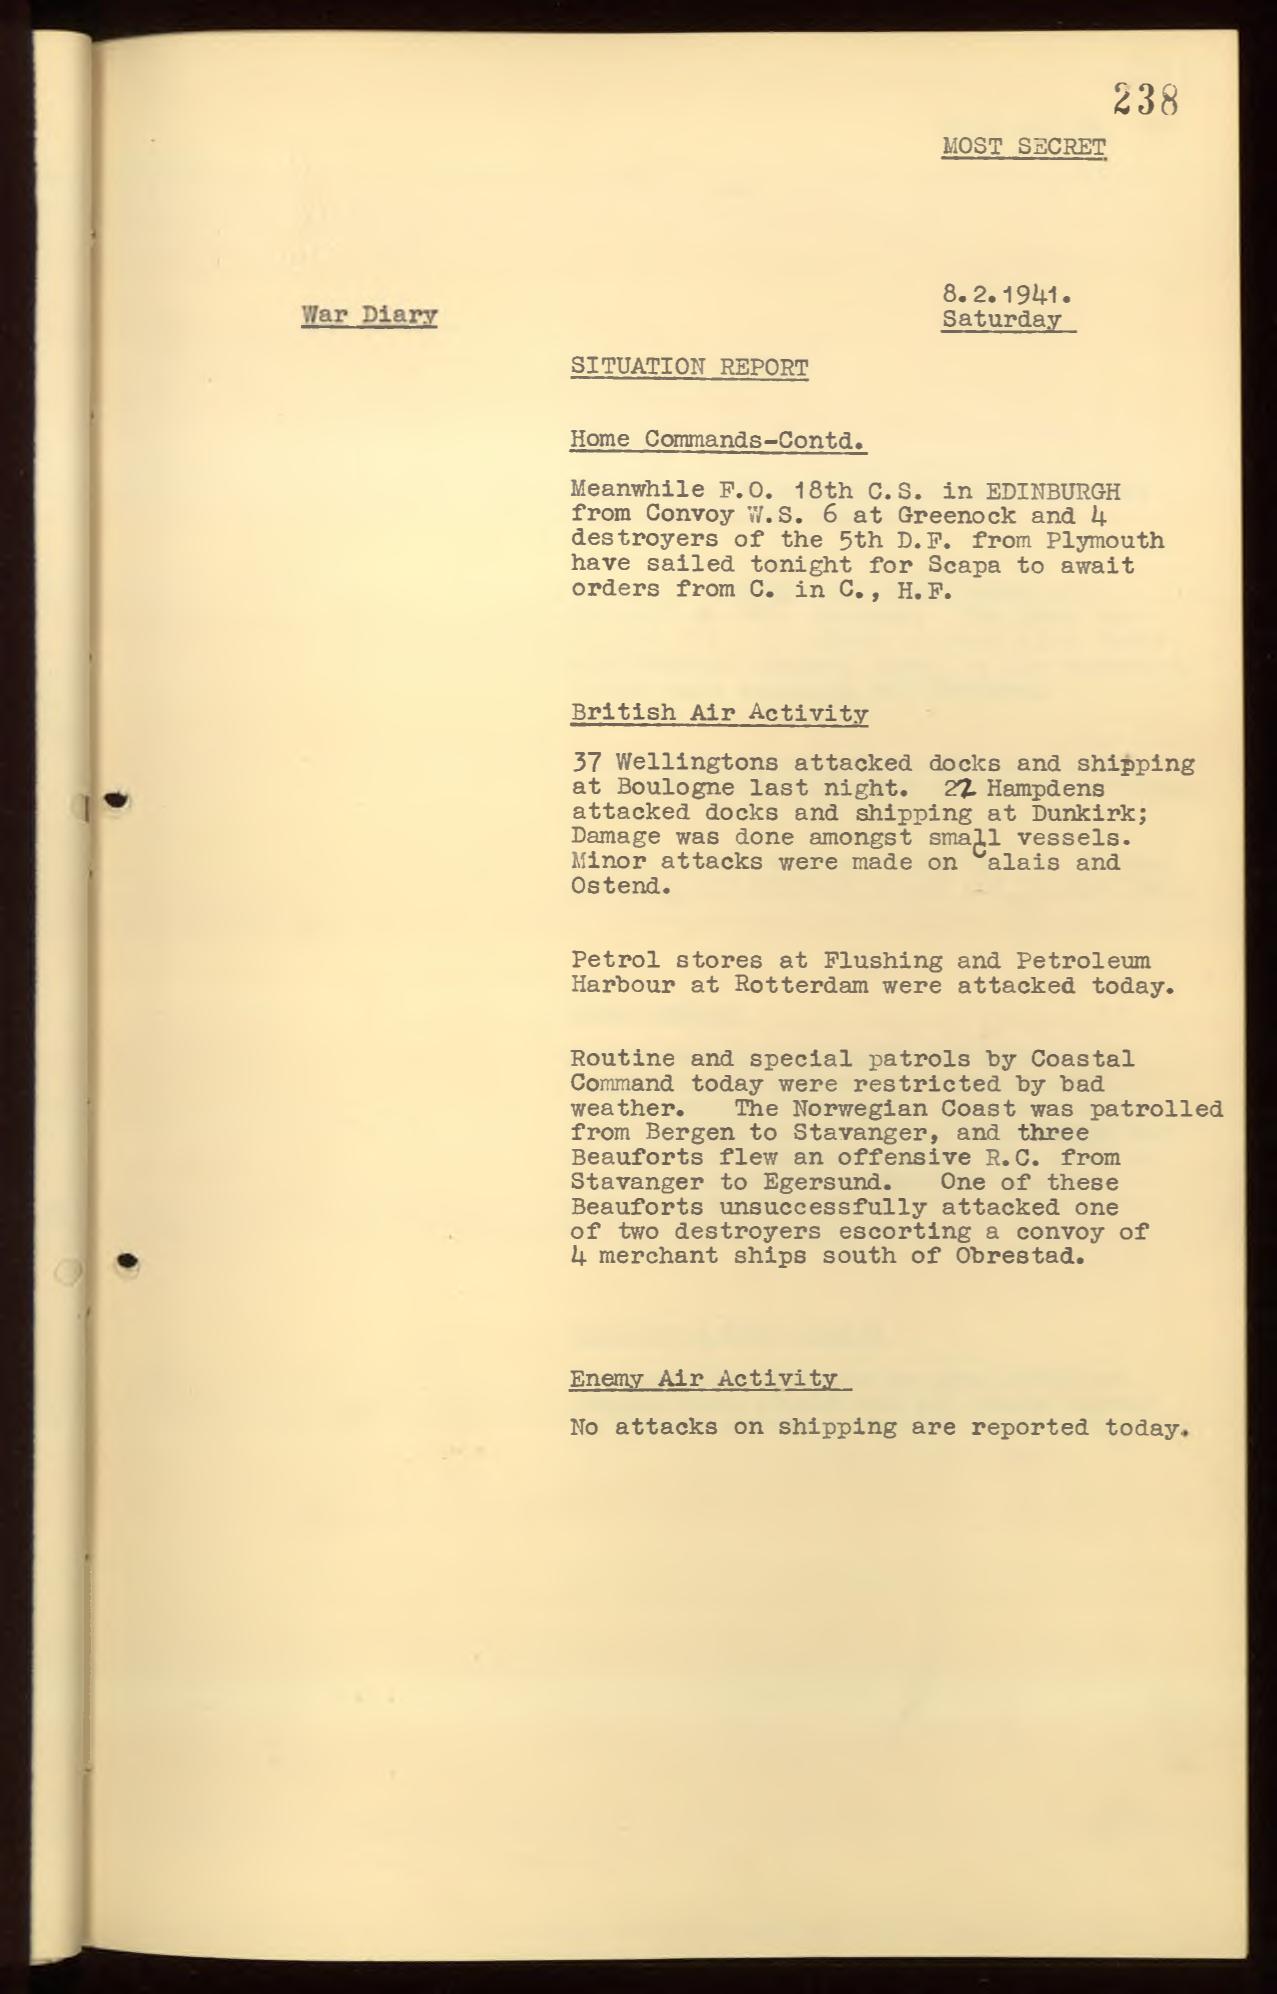 238
MOST SECRET
8.2.1941.
War Diary
Saturday
SITUATION REPORT
Home Commands-Contd.
Meanwhile F.O. 18th C.S. in EDINBURGH
from Convoy W.S. 6 at Greenock and 4
destroyers of the 5th D.F. from Plymouth
have sailed tonight for Scapa to await
orders from C. in C., H.F.
British Air Activity
37 Wellingtons attacked docks and shipping
at Boulogne last night. 22 Hampdens
attacked docks and shipping at Dunkirk;
Damage was done amongst small vessels.
Minor attacks were made on Calais and
Ostend.
Petrol stores at Flushing and Petroleum
Harbour at Rotterdam were attacked today.
Routine and special patrols by Coastal
Command today were restricted by bad
weather. The Norwegian Coast was patrolled
from Bergen to Stavanger, and three
Beauforts flew an offensive R.C. from
Stavanger to Egersund. One of these
Beauforts unsuccessfully attacked one
of two destroyers escorting a convoy of
4 merchant ships south of Obrestad.
Enemy Air Activity
No attacks on shipping are reported today.